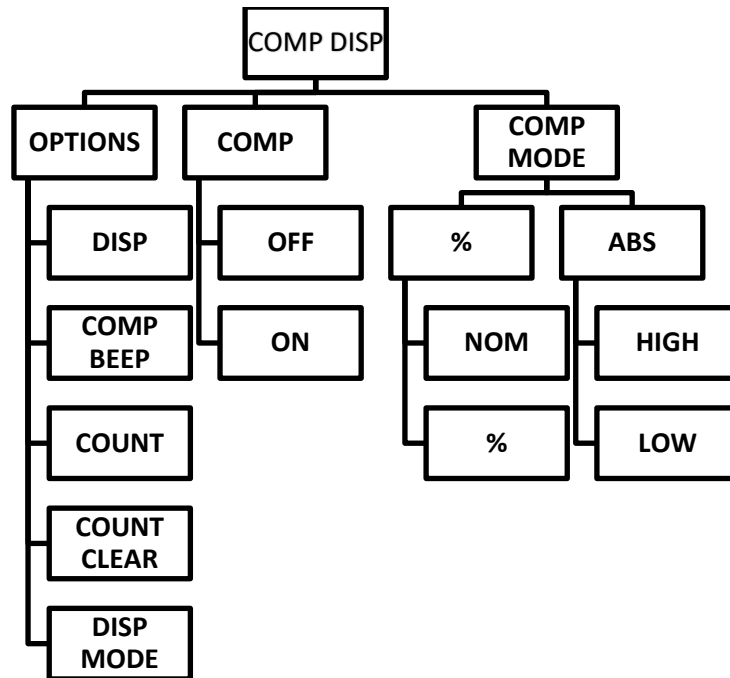 COMP DISP
OPTIONS
COMP
COMP
MODE
DISP
OFF
%
ABS
COMP
BEEP
ON
NOM
HIGH
COUNT
%
LOW
COUNT
CLEAR
DISP
MODE